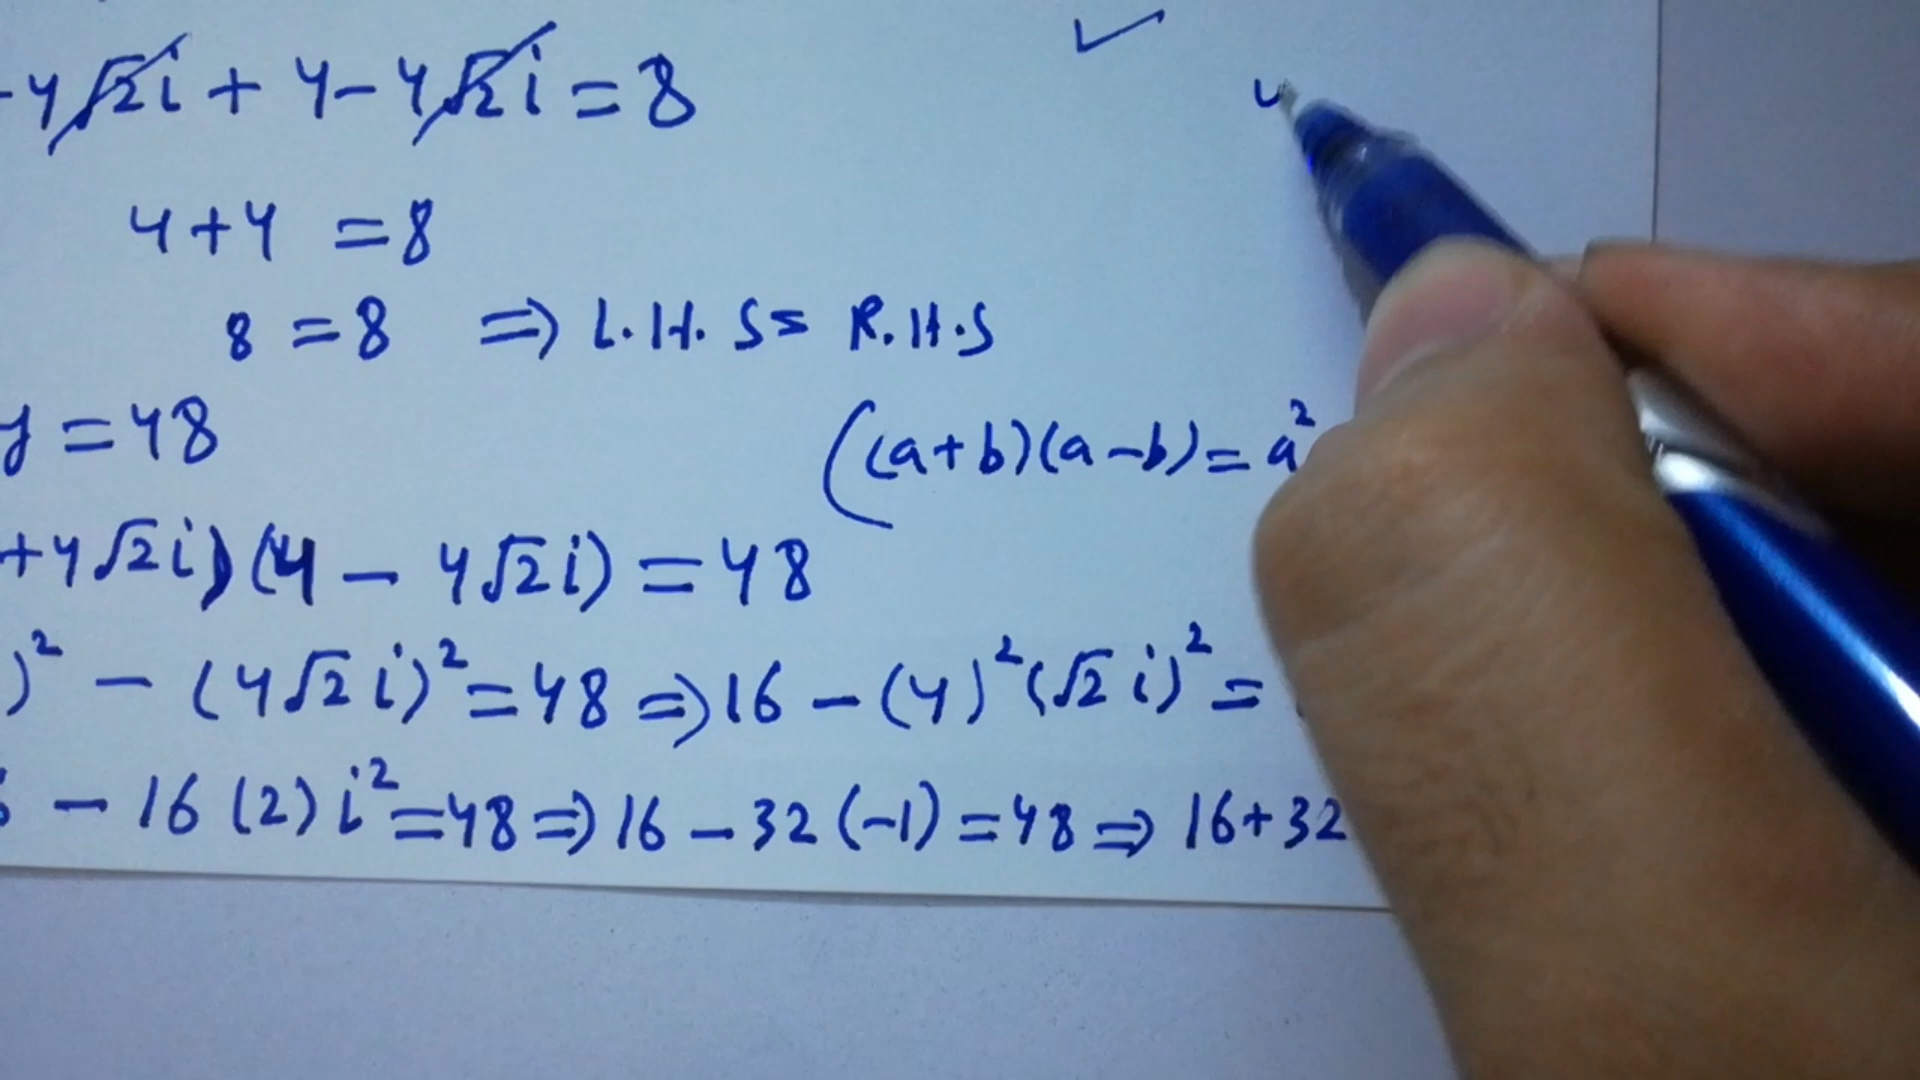 -4√2i + 4 - 4√2i = 8
4+4 = 8
8 = 8 ⇒ L.H.S = R.H.S
y = 48
((a+b)(a-b) = a²
+4√2i)(4 - 4√2i) = 48
)² - (4√2i)² = 48 ⇒ 16 - (4)²(√2i)² =
- 16(2)i² = 48 ⇒ 16 - 32(-1) = 48 ⇒ 16+32